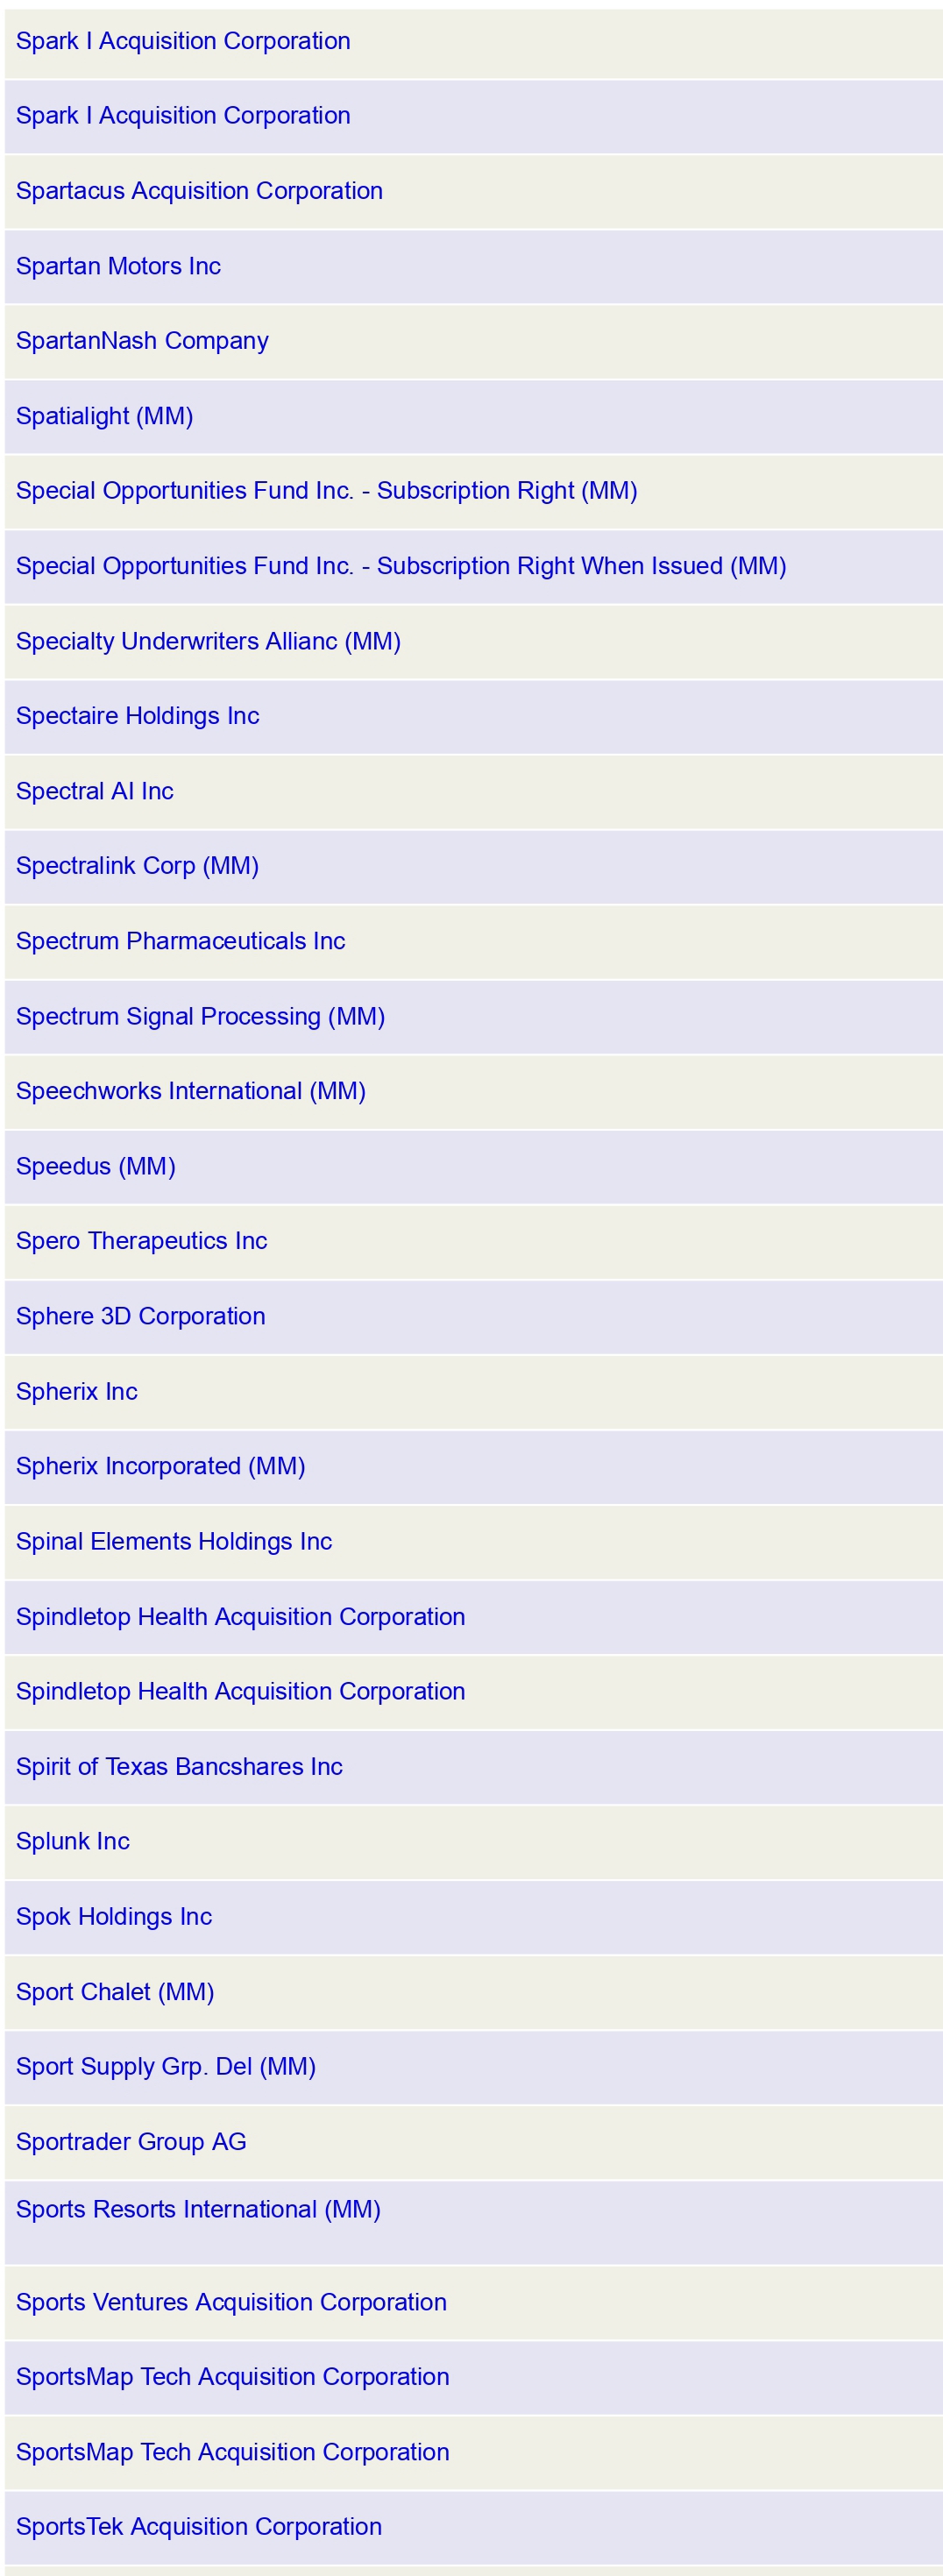 Spark I Acquisition Corporation
Spark I Acquisition Corporation
Spartacus Acquisition Corporation
Spartan Motors Inc
SpartanNash Company
Spatialight (MM)
Special Opportunities Fund Inc. - Subscription Right (MM)
Special Opportunities Fund Inc. - Subscription Right When Issued (MM)
Specialty Underwriters Allianc (MM)
Spectaire Holdings Inc
Spectral AI Inc
Spectralink Corp (MM)
Spectrum Pharmaceuticals Inc
Spectrum Signal Processing (MM)
Speechworks International (MM)
Speedus (MM)
Spero Therapeutics Inc
Sphere 3D Corporation
Spherix Inc
Spherix Incorporated (MM)
Spinal Elements Holdings Inc
Spindletop Health Acquisition Corporation
Spindletop Health Acquisition Corporation
Spirit of Texas Bancshares Inc
Splunk Inc
Spok Holdings Inc
Sport Chalet (MM)
Sport Supply Grp. Del (MM)
Sportrader Group AG
Sports Resorts International (MM)
Sports Ventures Acquisition Corporation
SportsMap Tech Acquisition Corporation
SportsMap Tech Acquisition Corporation
SportsTek Acquisition Corporation